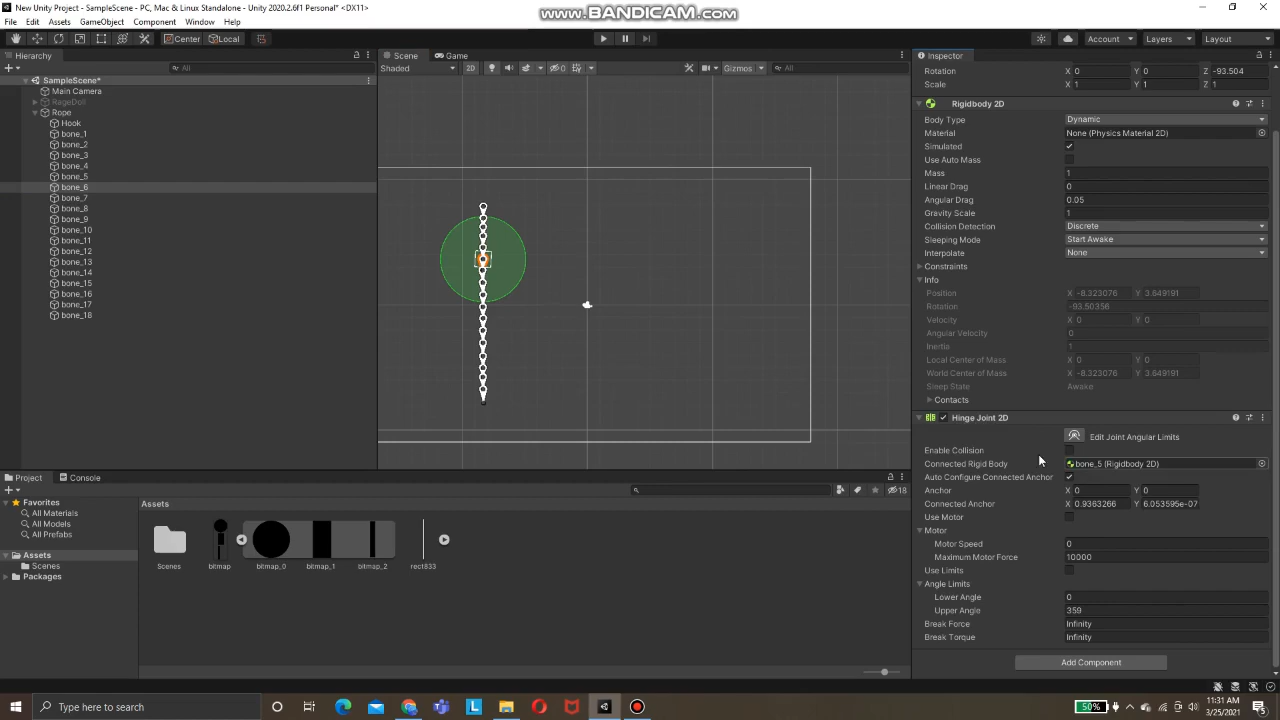 New Unity Project - SampleScene - PC, Mac & Linux Standalone - Unity 2020.2.6f1 Personal* <DX11>
www.BANDICAM.com
File Edit Assets GameObject Component Window Help
Center Local Account Layers Layout
Hierarchy
All
SampleScene*
Main Camera
RageDoll
Rope
Hook
bone_1
bone_2
bone_3
bone_4
bone_5
bone_6
bone_7
bone_8
bone_9
bone_10
bone_11
bone_12
bone_13
bone_14
bone_15
bone_16
bone_17
bone_18
Scene Game
Shaded 2D 0 Gizmos All
Inspector
Rotation X 0 Y 0 Z -93.504
Scale X 1 Y 1 Z 1
Rigidbody 2D
Body Type Dynamic
Material None (Physics Material 2D)
Simulated
Use Auto Mass
Mass 1
Linear Drag 0
Angular Drag 0.05
Gravity Scale 1
Collision Detection Discrete
Sleeping Mode Start Awake
Interpolate None
Constraints
Info
Position X -8.323076 Y 3.649191
Rotation -93.50356
Velocity X 0 Y 0
Angular Velocity 0
Inertia 1
Local Center of Mass X 0 Y 0
World Center of Mass X -8.323076 Y 3.649191
Sleep State Awake
Contacts
Hinge Joint 2D
Edit Joint Angular Limits
Enable Collision
Connected Rigid Body bone_5 (Rigidbody 2D)
Auto Configure Connected Anchor
Anchor X 0 Y 0
Connected Anchor X 0.9363266 Y 6.053595e-07
Use Motor
Motor
Motor Speed 0
Maximum Motor Force 10000
Use Limits
Angle Limits
Lower Angle 0
Upper Angle 359
Break Force Infinity
Break Torque Infinity
Add Component
Project Console
18
Favorites
All Materials
All Models
All Prefabs
Assets
Scenes
Packages
Assets
Scenes bitmap bitmap_0 bitmap_1 bitmap_2 rect833
Type here to search
50%
11:31 AM
3/25/2021